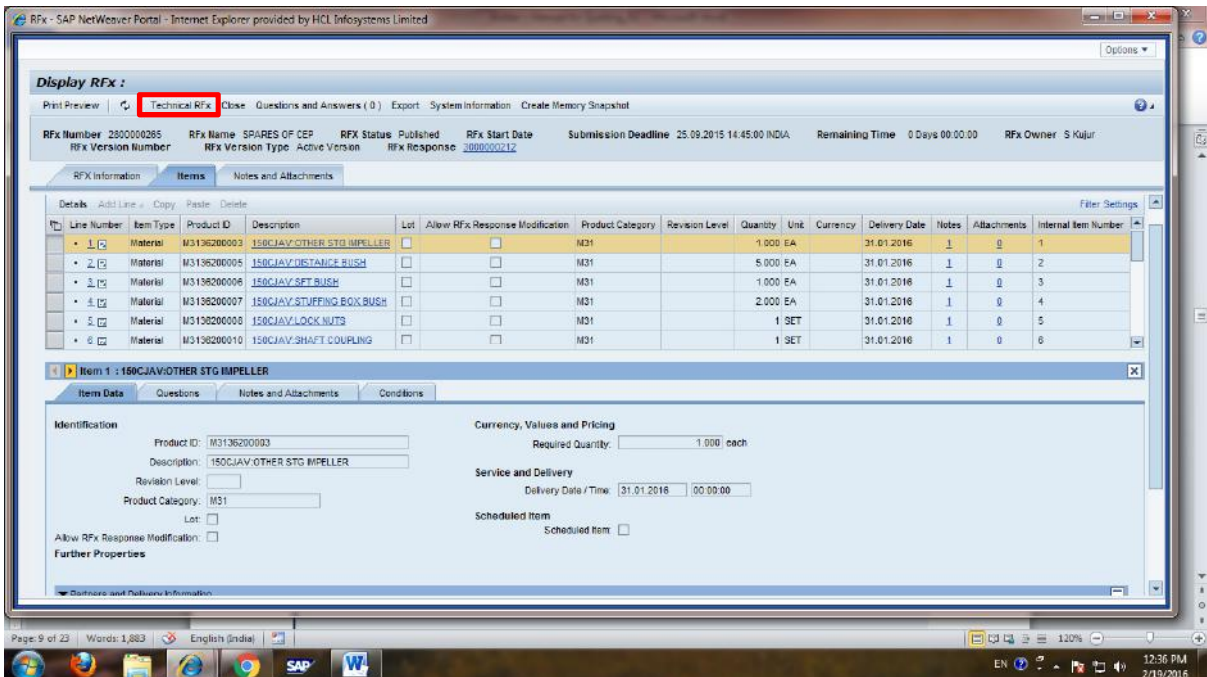 RFx - SAP NetWeaver Portal - Internet Explorer provided by HCL Infosystems Limited
Options
Display RFx :
Print Preview Technical RFx Close Questions and Answers ( 0 ) Export System Information Create Memory Snapshot
RFx Number 2800000265 RFx Name SPARES OF CEP RFx Status Published RFx Start Date Submission Deadline 25.09.2015 14:45:00 INDIA Remaining Time 0 Days 00:00:00 RFx Owner S Kujur
RFx Version Number RFx Version Type Active Version RFx Response 3000000212
RFX Information Items Notes and Attachments
Details Add Line Copy Paste Delete Filter Settings
Line Number Item Type Product ID Description Lot Allow RFx Response Modification Product Category Revision Level Quantity Unit Currency Delivery Date Notes Attachments Internal Item Number
• 1 Material M3136200003 150CJAV:OTHER STG IMPELLER M31 1.000 EA 31.01.2016 1 0 1
• 2 Material M3136200005 150CJAV:DISTANCE BUSH M31 5.000 EA 31.01.2016 1 0 2
• 3 Material M3136200006 150CJAV:SFT BUSH M31 1.000 EA 31.01.2016 1 0 3
• 4 Material M3136200007 150CJAV:STUFFING BOX BUSH M31 2.000 EA 31.01.2016 1 0 4
• 5 Material M3136200008 150CJAV:LOCK NUTS M31 1 SET 31.01.2016 1 0 5
• 6 Material M3136200010 150CJAV:SHAFT COUPLING M31 1 SET 31.01.2016 1 0 6
Item 1 : 150CJAV:OTHER STG IMPELLER
Item Data Questions Notes and Attachments Conditions
Identification Currency, Values and Pricing
Product ID: M3136200003 Required Quantity: 1.000 each
Description: 150CJAV:OTHER STG IMPELLER
Revision Level: Service and Delivery
Product Category: M31 Delivery Date / Time: 31.01.2016 00:00:00
Lot: Scheduled Item
Allow RFx Response Modification: Scheduled Item:
Further Properties
Partners and Delivery Information
Page: 9 of 23 Words: 1,883 English (India) 120%
SAP W EN 12:36 PM
2/19/2016